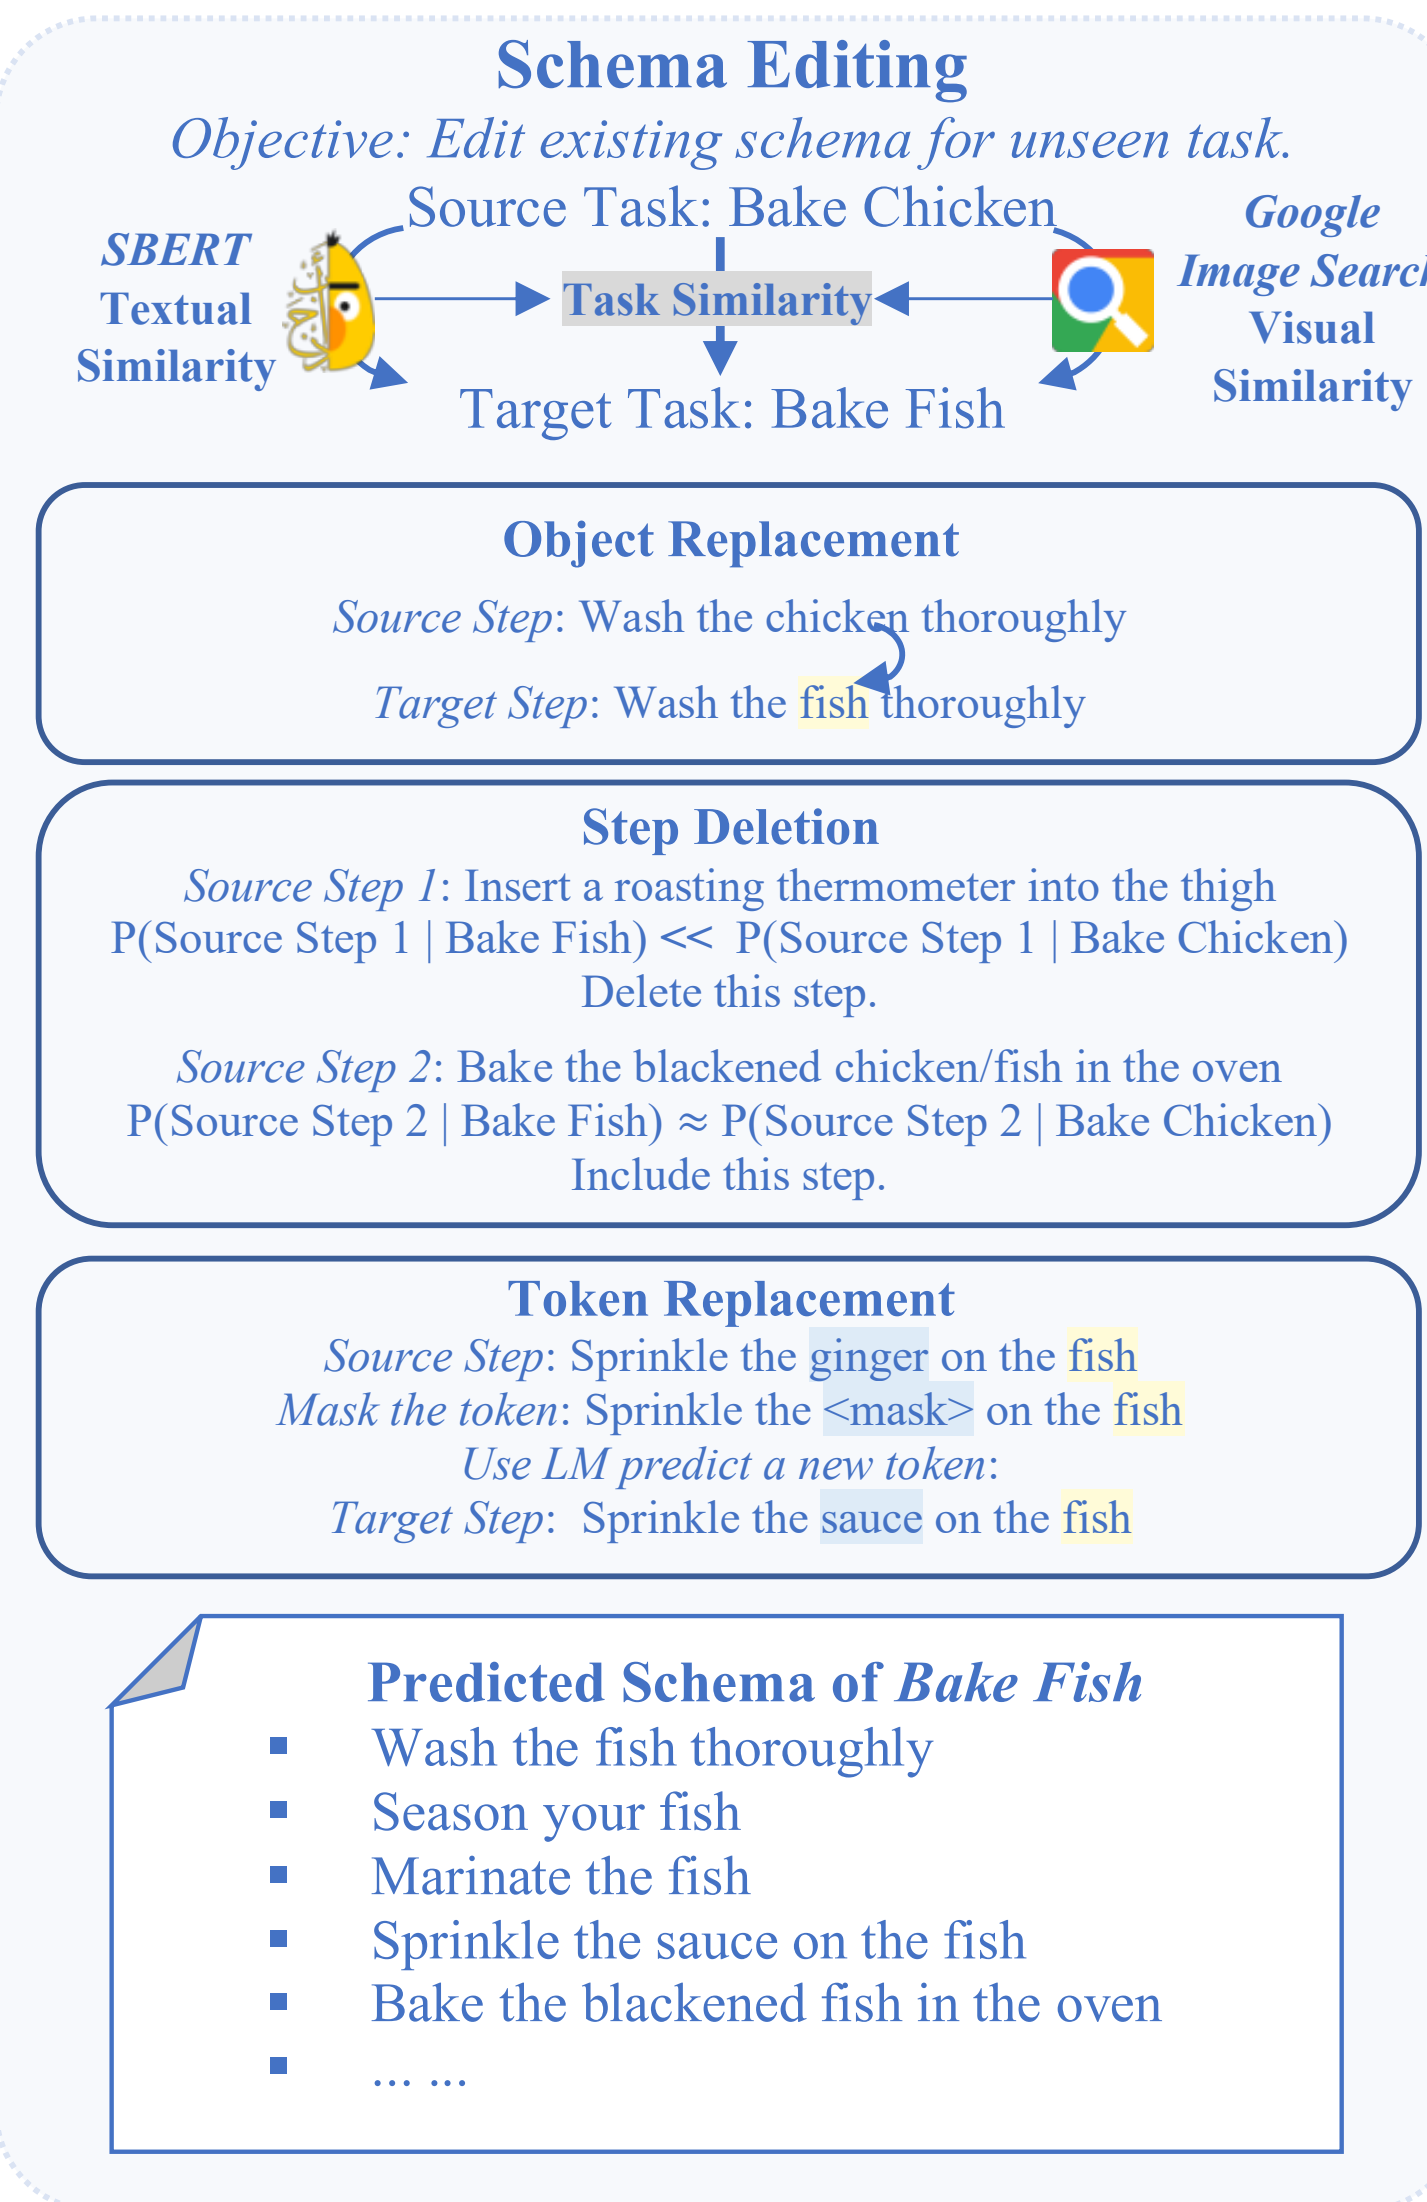 Schema Editing
Objective: Edit existing schema for unseen task.
Source Task: Bake Chicken
SBERT
Textual
Similarity
Task Similarity
Google
Image Search
Visual
Similarity
Target Task: Bake Fish
Object Replacement
Source Step: Wash the chicken thoroughly
Target Step: Wash the fish thoroughly
Step Deletion
Source Step 1: Insert a roasting thermometer into the thigh
P(Source Step 1 | Bake Fish) << P(Source Step 1 | Bake Chicken)
Delete this step.
Source Step 2: Bake the blackened chicken/fish in the oven
P(Source Step 2 | Bake Fish) ≈ P(Source Step 2 | Bake Chicken)
Include this step.
Token Replacement
Source Step: Sprinkle the ginger on the fish
Mask the token: Sprinkle the <mask> on the fish
Use LM predict a new token:
Target Step: Sprinkle the sauce on the fish
Predicted Schema of Bake Fish
▪ Wash the fish thoroughly
▪ Season your fish
▪ Marinate the fish
▪ Sprinkle the sauce on the fish
▪ Bake the blackened fish in the oven
▪ ... ...